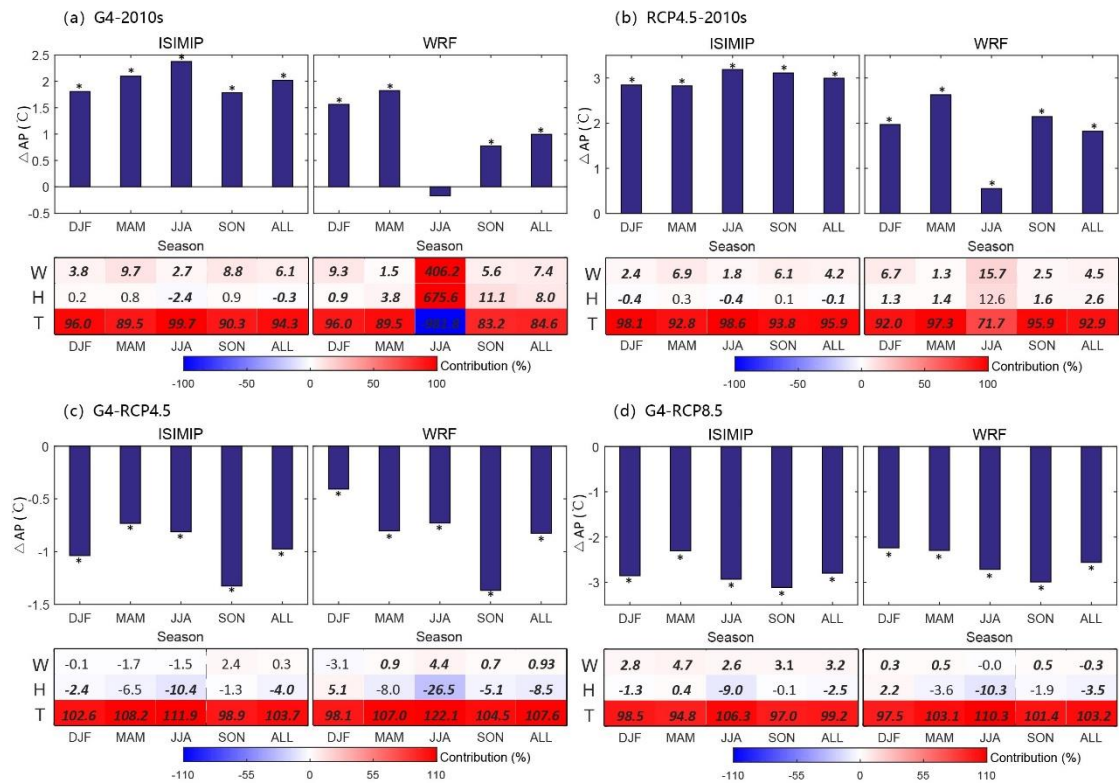 (a) G4-2010s
ISIMIP WRF
2.5
2
1.5
1
0.5
0
-0.5
△ AP (℃)
* * * * * * * * *
DJF MAM JJA SON ALL DJF MAM JJA SON ALL
Season Season
W 3.8 9.7 2.7 8.8 6.1 9.3 1.5 406.2 5.6 7.4
H 0.2 0.8 -2.4 0.9 -0.3 0.9 3.8 675.6 11.1 8.0
T 96.0 89.5 99.7 90.3 94.3 96.0 89.5 83.2 84.6
DJF MAM JJA SON ALL DJF MAM JJA SON ALL
Contribution (%)
-100 -50 0 50 100
(b) RCP4.5-2010s
ISIMIP WRF
3
2
1
0
△ AP (℃)
* * * * * * * * * *
DJF MAM JJA SON ALL DJF MAM JJA SON ALL
Season Season
W 2.4 6.9 1.8 6.1 4.2 6.7 1.3 15.7 2.5 4.5
H -0.4 0.3 -0.4 0.1 -0.1 1.3 1.4 12.6 1.6 2.6
T 98.1 92.8 98.6 93.8 95.9 92.0 97.3 71.7 95.9 92.9
DJF MAM JJA SON ALL DJF MAM JJA SON ALL
Contribution (%)
-100 -50 0 50 100
(c) G4-RCP4.5
ISIMIP WRF
0
-0.5
-1
-1.5
△ AP (℃)
* * * * * * * * * *
DJF MAM JJA SON ALL DJF MAM JJA SON ALL
Season Season
W -0.1 -1.7 -1.5 2.4 0.3 -3.1 0.9 4.4 0.7 0.93
H -2.4 -6.5 -10.4 -1.3 -4.0 5.1 -8.0 -26.5 -5.1 -8.5
T 102.6 108.2 111.9 98.9 103.7 98.1 107.0 122.1 104.5 107.6
DJF MAM JJA SON ALL DJF MAM JJA SON ALL
Contribution (%)
-110 -55 0 55 110
(d) G4-RCP8.5
ISIMIP WRF
0
-1
-2
-3
△ AP (℃)
* * * * * * * * * *
DJF MAM JJA SON ALL DJF MAM JJA SON ALL
Season Season
W 2.8 4.7 2.6 3.1 3.2 0.3 0.5 -0.0 0.5 -0.3
H -1.3 0.4 -9.0 -0.1 -2.5 2.2 -3.6 -10.3 -1.9 -3.5
T 98.5 94.8 106.3 97.0 99.2 97.5 103.1 110.3 101.4 103.2
DJF MAM JJA SON ALL DJF MAM JJA SON ALL
Contribution (%)
-110 -55 0 55 110